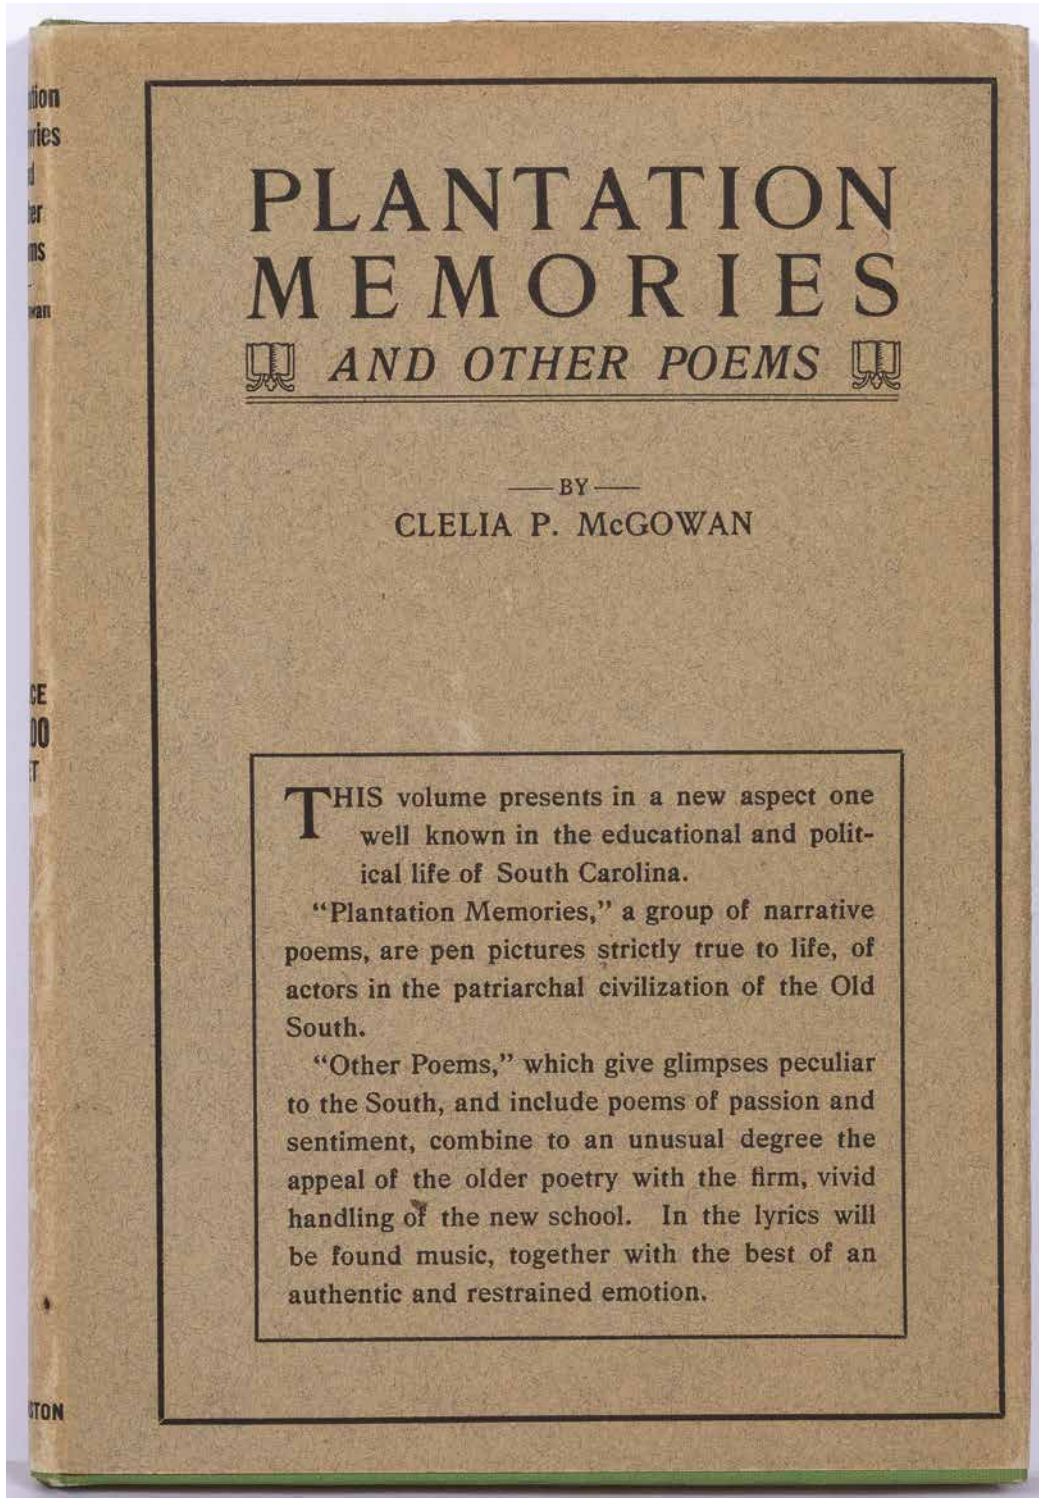 PLANTATION
MEMORIES
AND OTHER POEMS
—BY—
CLELIA P. McGOWAN
THIS volume presents in a new aspect one
well known in the educational and polit-
ical life of South Carolina.
“Plantation Memories,” a group of narrative
poems, are pen pictures strictly true to life, of
actors in the patriarchal civilization of the Old
South.
“Other Poems,” which give glimpses peculiar
to the South, and include poems of passion and
sentiment, combine to an unusual degree the
appeal of the older poetry with the firm, vivid
handling of the new school. In the lyrics will
be found music, together with the best of an
authentic and restrained emotion.